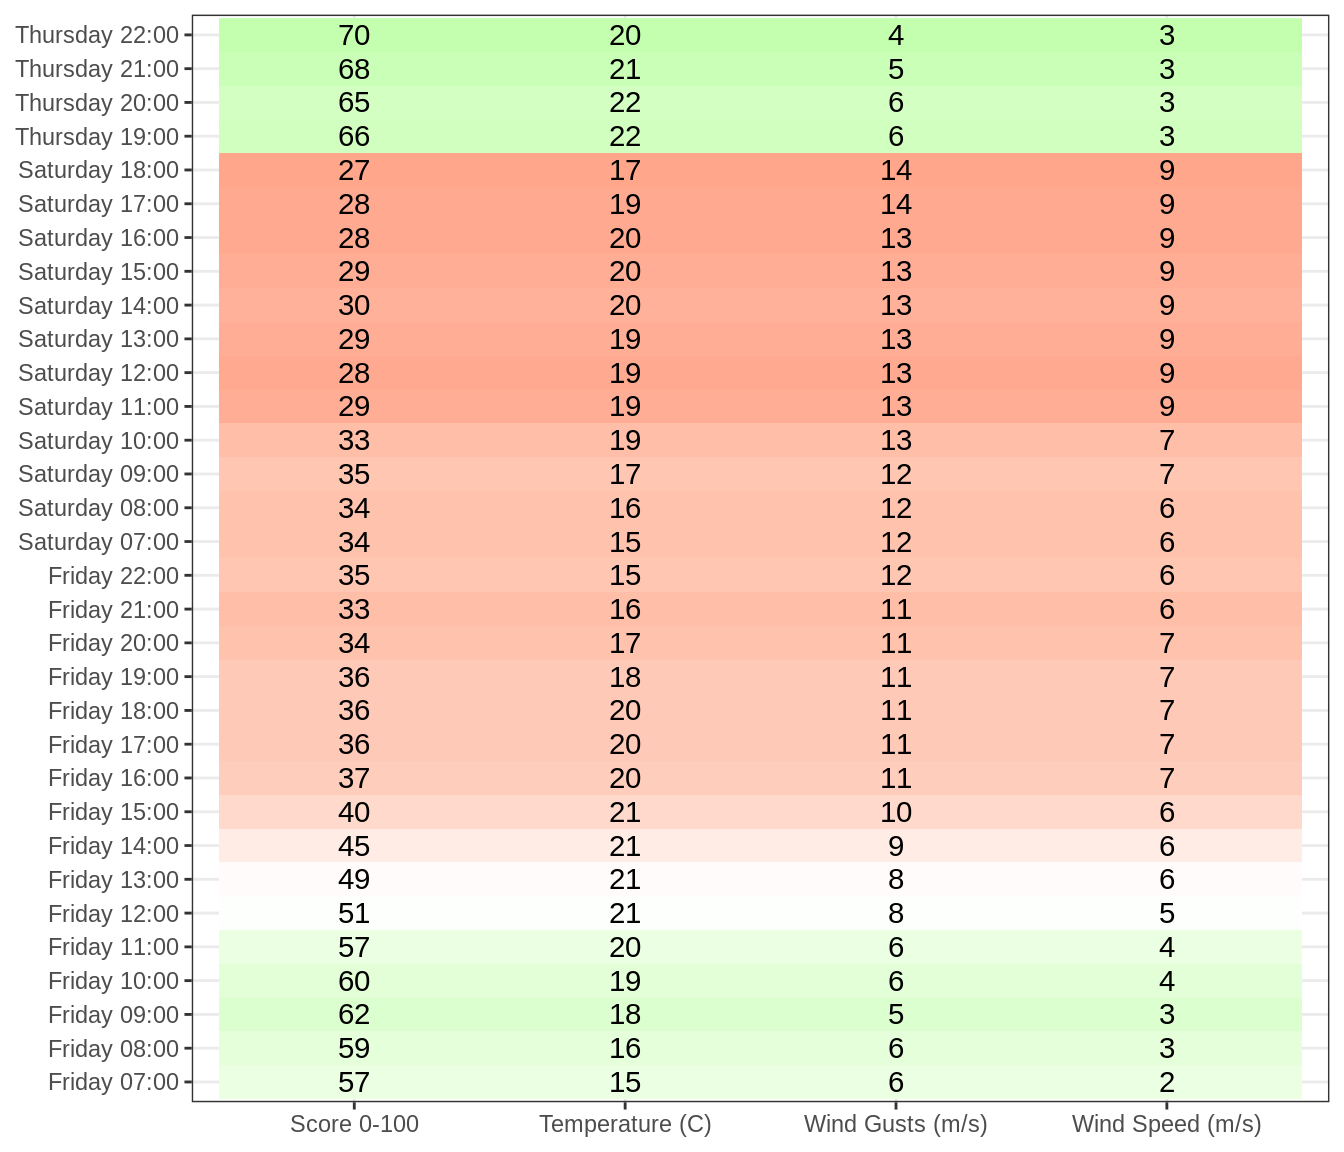 Thursday 22:00 70 20 4 3
Thursday 21:00 68 21 5 3
Thursday 20:00 65 22 6 3
Thursday 19:00 66 22 6 3
Saturday 18:00 27 17 14 9
Saturday 17:00 28 19 14 9
Saturday 16:00 28 20 13 9
Saturday 15:00 29 20 13 9
Saturday 14:00 30 20 13 9
Saturday 13:00 29 19 13 9
Saturday 12:00 28 19 13 9
Saturday 11:00 29 19 13 9
Saturday 10:00 33 19 13 7
Saturday 09:00 35 17 12 7
Saturday 08:00 34 16 12 6
Saturday 07:00 34 15 12 6
Friday 22:00 35 15 12 6
Friday 21:00 33 16 11 6
Friday 20:00 34 17 11 7
Friday 19:00 36 18 11 7
Friday 18:00 36 20 11 7
Friday 17:00 36 20 11 7
Friday 16:00 37 20 11 7
Friday 15:00 40 21 10 6
Friday 14:00 45 21 9 6
Friday 13:00 49 21 8 6
Friday 12:00 51 21 8 5
Friday 11:00 57 20 6 4
Friday 10:00 60 19 6 4
Friday 09:00 62 18 5 3
Friday 08:00 59 16 6 3
Friday 07:00 57 15 6 2
Score 0-100 Temperature (C) Wind Gusts (m/s) Wind Speed (m/s)